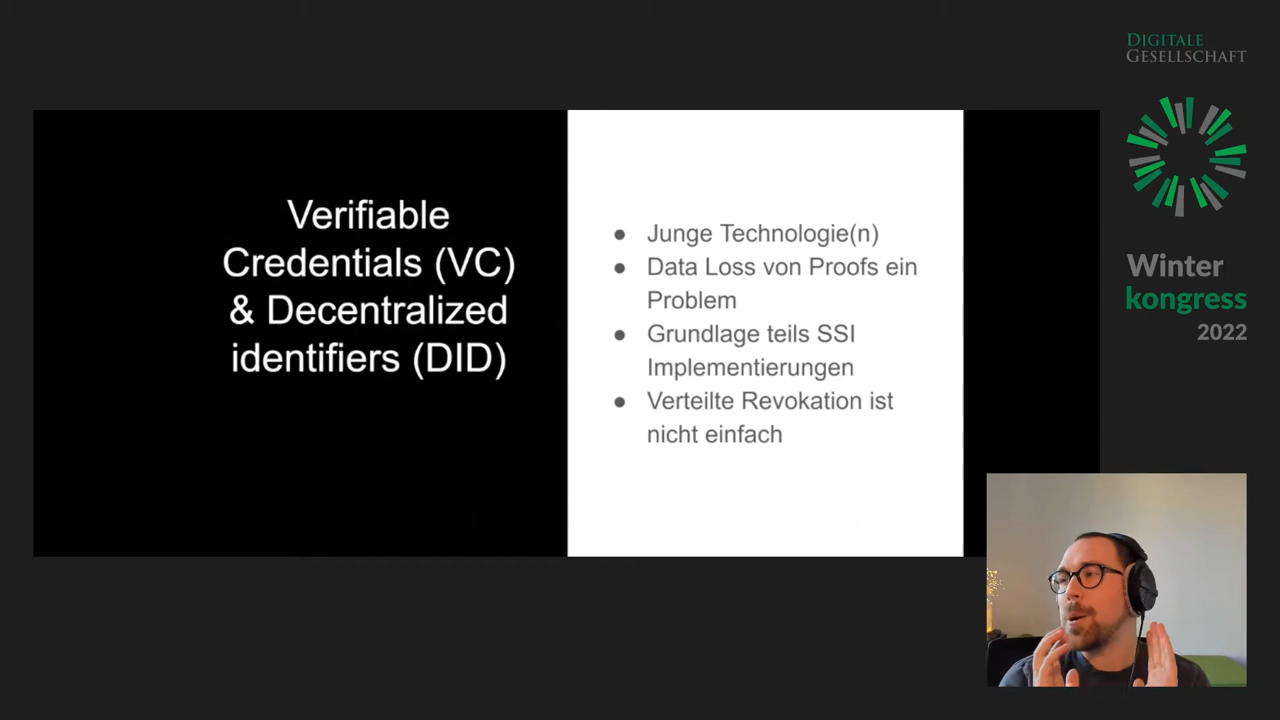 DIGITALE
GESELLSCHAFT
Winter
kongress
2022
Verifiable
Credentials (VC)
& Decentralized
identifiers (DID)
● Junge Technologie(n)
● Data Loss von Proofs ein
Problem
● Grundlage teils SSI
Implementierungen
● Verteilte Revokation ist
nicht einfach